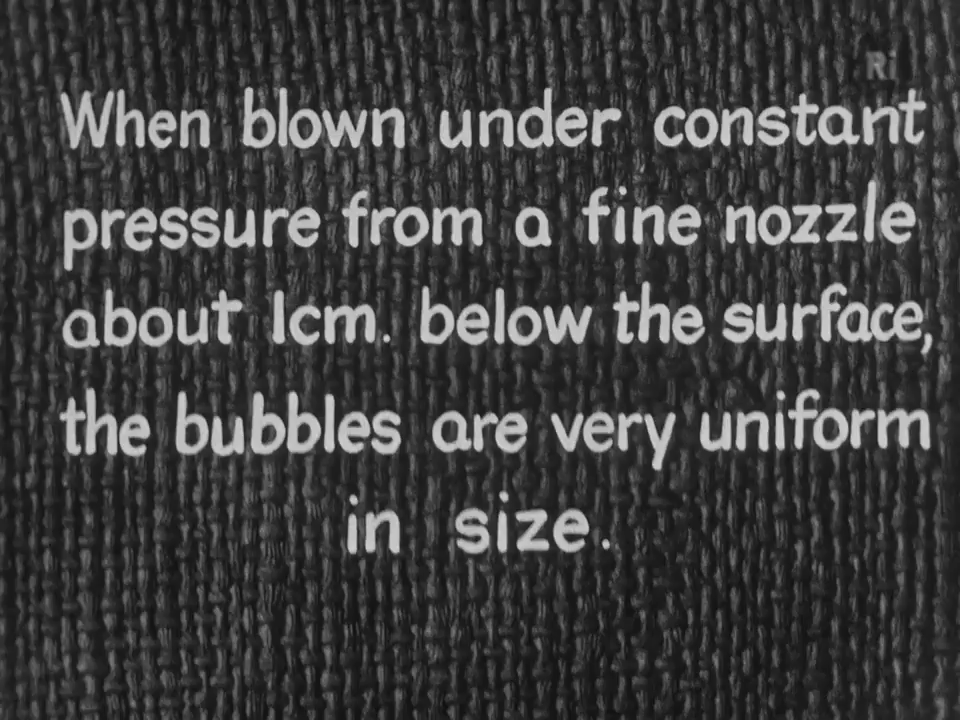 Ri
When blown under constant
pressure from a fine nozzle
about 1cm. below the surface,
the bubbles are very uniform
in size.